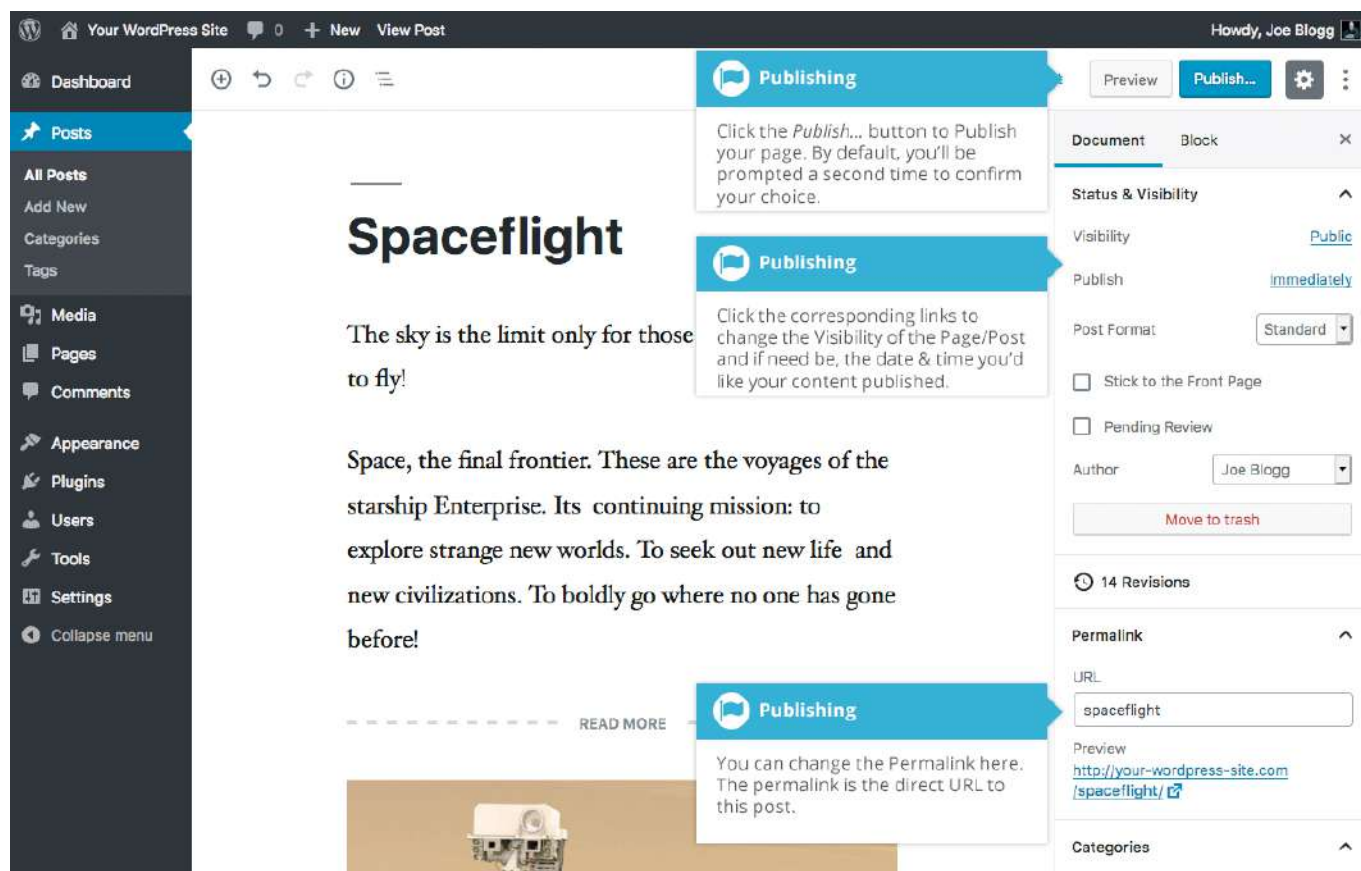 Your WordPress Site 0 + New View Post
Howdy, Joe Blogg
Dashboard
Posts
All Posts
Add New
Categories
Tags
Media
Pages
Comments
Appearance
Plugins
Users
Tools
Settings
Collapse menu
Spaceflight
The sky is the limit only for those
to fly!
Space, the final frontier. These are the voyages of the
starship Enterprise. Its continuing mission: to
explore strange new worlds. To seek out new life and
new civilizations. To boldly go where no one has gone
before!
READ MORE
Publishing
Click the Publish... button to Publish
your page. By default, you'll be
prompted a second time to confirm
your choice.
Publishing
Click the corresponding links to
change the Visibility of the Page/Post
and if need be, the date & time you'd
like your content published.
Publishing
You can change the Permalink here.
The permalink is the direct URL to
this post.
Preview Publish...
Document Block
Status & Visibility
Visibility Public
Publish Immediately
Post Format Standard
Stick to the Front Page
Pending Review
Author Joe Blogg
Move to trash
14 Revisions
Permalink
URL
spaceflight
Preview
http://your-wordpress-site.com
/spaceflight/
Categories